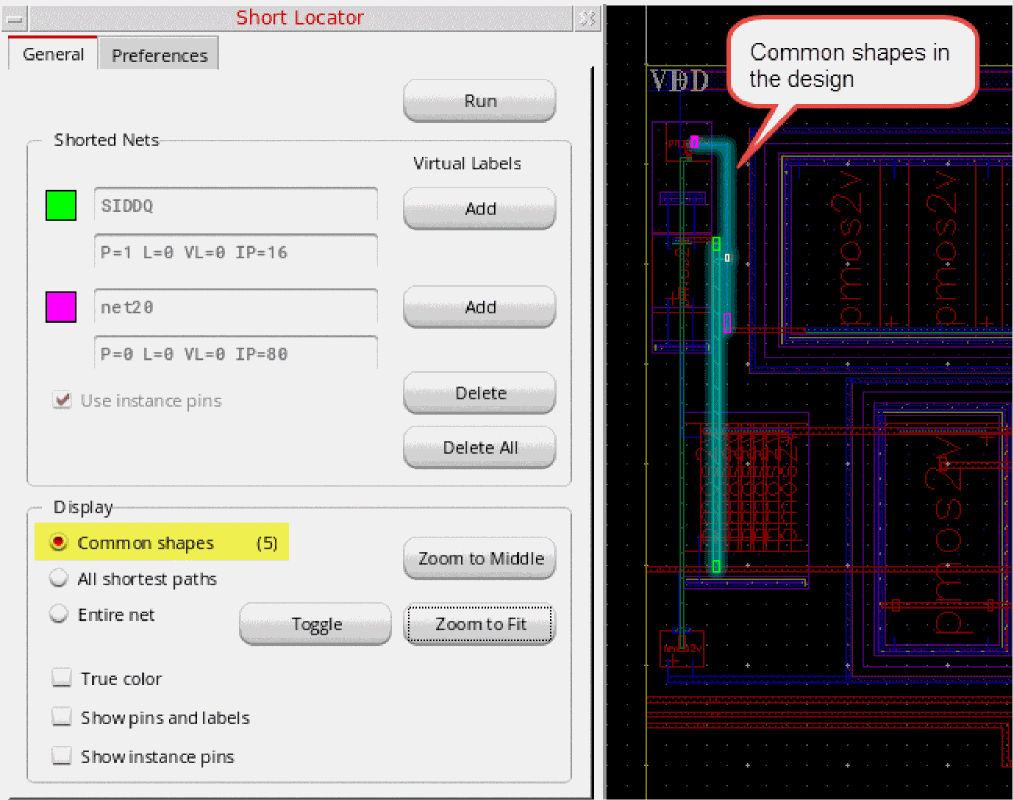 Short Locator
General
Preferences
Run
Shorted Nets
Virtual Labels
SIDDQ
Add
P=1 L=0 VL=0 IP=16
net20
Add
P=0 L=0 VL=0 IP=80
Use instance pins
Delete
Delete All
Display
Common shapes (5)
Zoom to Middle
All shortest paths
Entire net
Toggle
Zoom to Fit
True color
Show pins and labels
Show instance pins
Common shapes in
the design
VDD
pmos2v
pmos2v
pmos2v
pmos2v